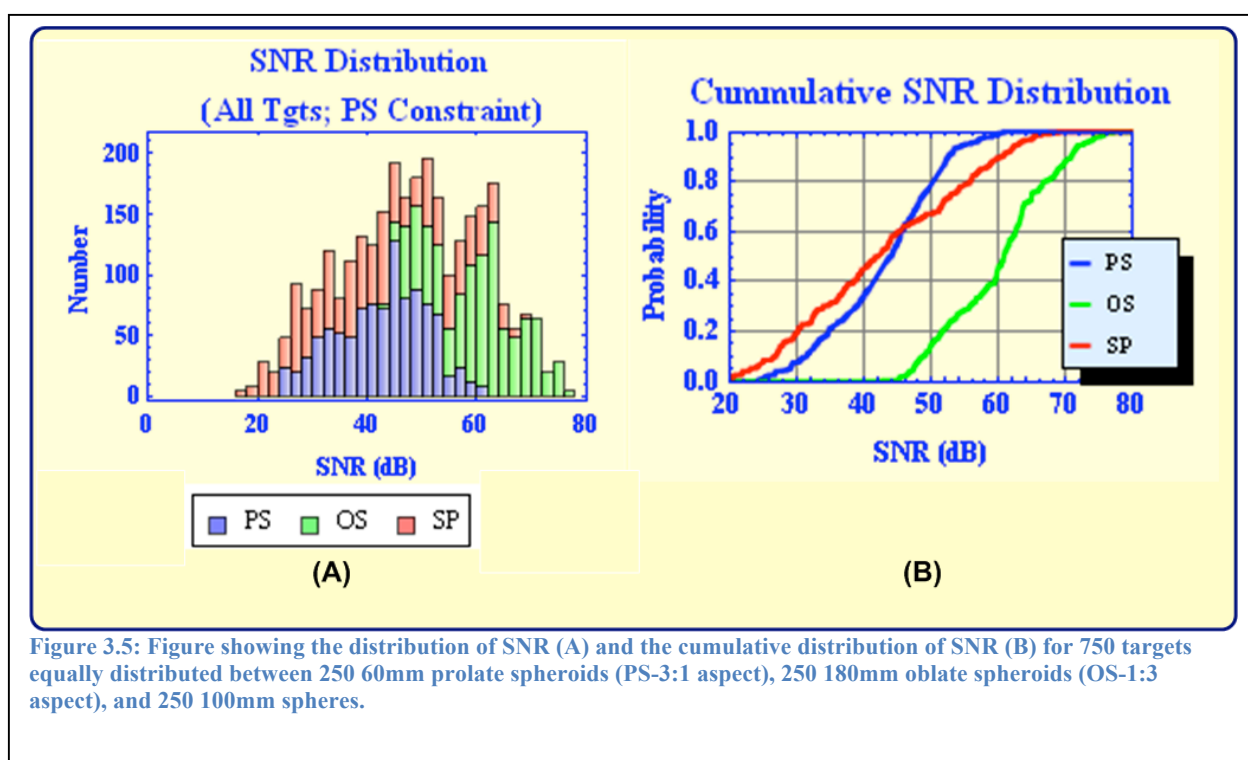 SNR Distribution
(All Tgts; PS Constraint)
200
150
100
50
0
Number
0 20 40 60 80
SNR (dB)
PS OS SP
(A)
Cummulative SNR Distribution
1.0
0.8
0.6
0.4
0.2
0.0
Probability
20 30 40 50 60 70 80
SNR (dB)
PS
OS
SP
(B)
Figure 3.5: Figure showing the distribution of SNR (A) and the cumulative distribution of SNR (B) for 750 targets
equally distributed between 250 60mm prolate spheroids (PS-3:1 aspect), 250 180mm oblate spheroids (OS-1:3
aspect), and 250 100mm spheres.